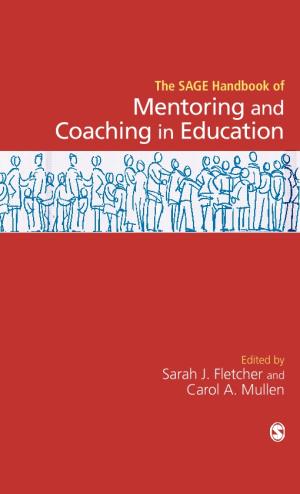 The SAGE Handbook of
Mentoring and
Coaching in Education
Edited by
Sarah J. Fletcher and
Carol A. Mullen
S